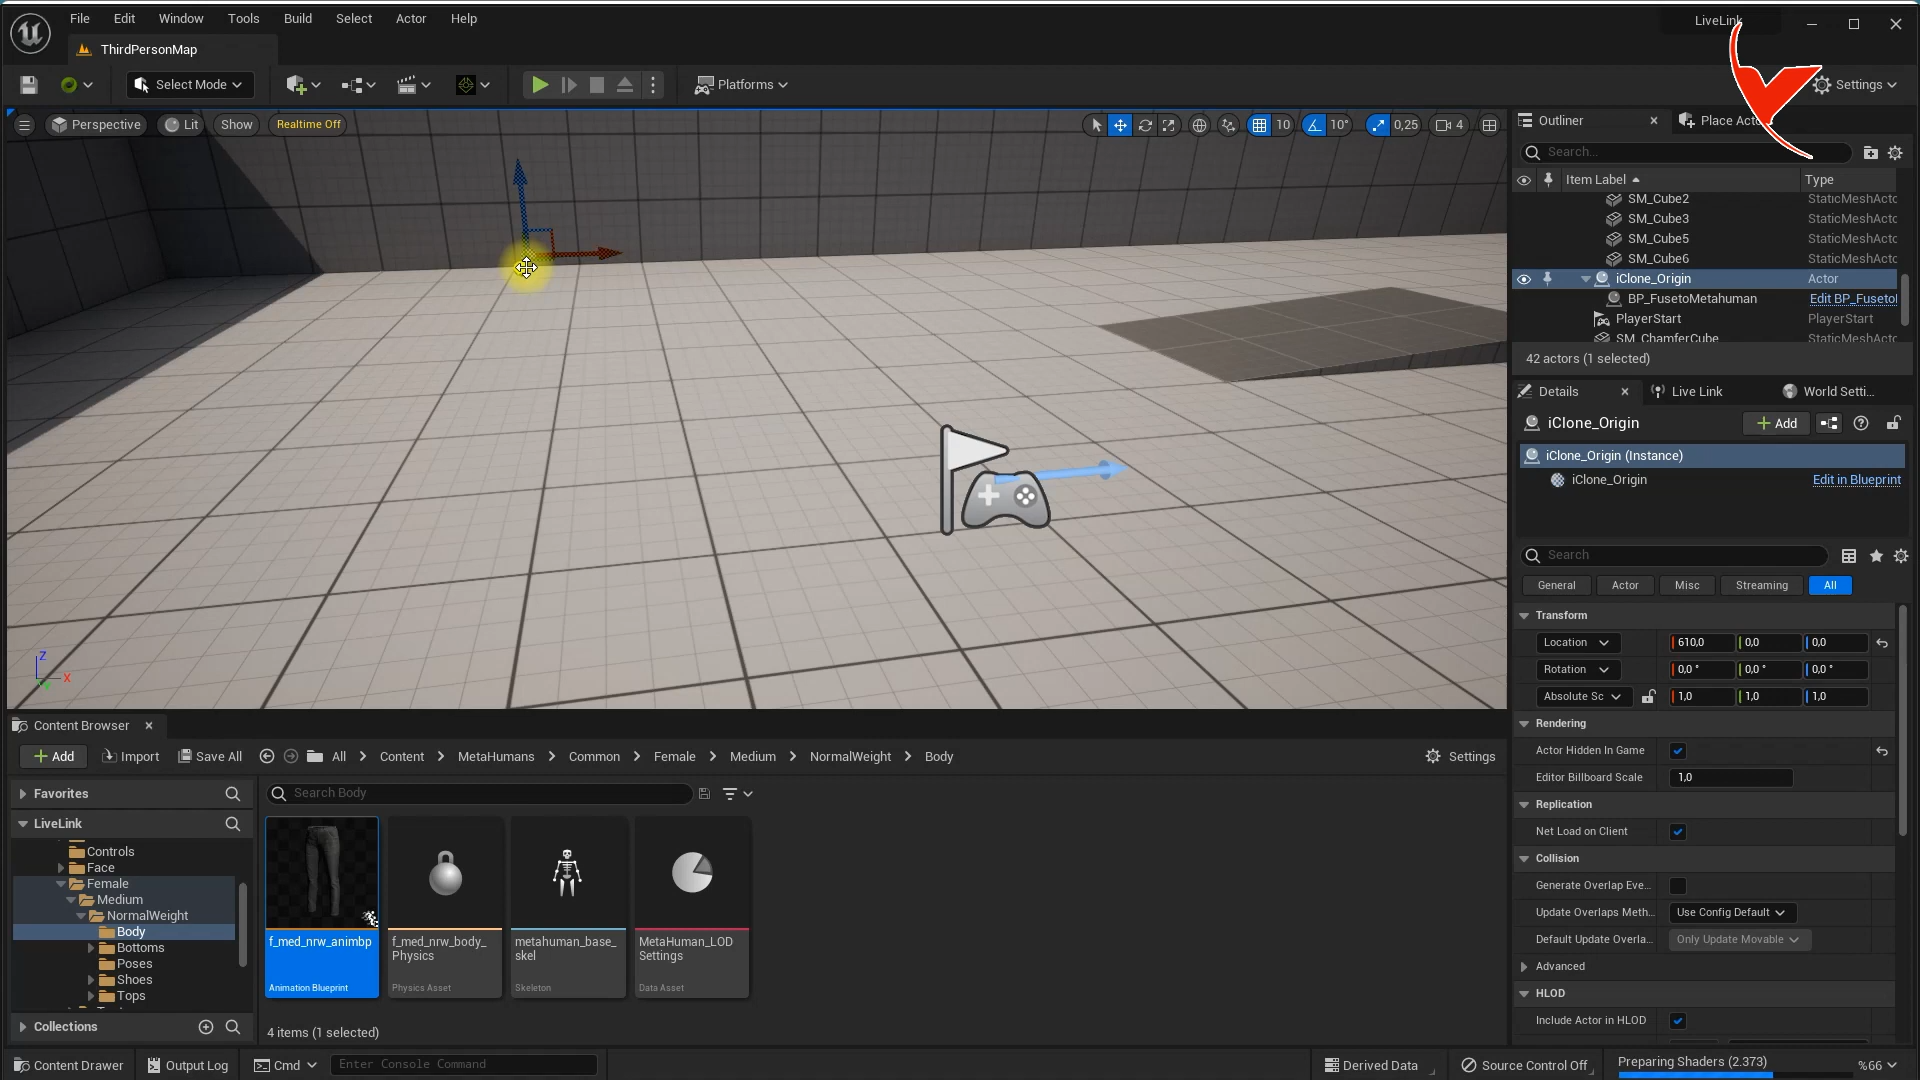 File Edit Window Tools Build Select Actor Help
LiveLink
ThirdPersonMap
Select Mode
Platforms
Settings
Perspective Lit Show Realtime Off
10 10° 0,25 4
Outliner
Search...
Item Label Type
SM_Cube2
SM_Cube3
SM_Cube5
SM_Cube6
iClone_Origin Actor
BP_FusetoMetahuman
PlayerStart PlayerStart
SM_ChamferCube
42 actors (1 selected)
Details Live Link World Setti...
iClone_Origin
+ Add
iClone_Origin (Instance)
iClone_Origin Edit in Blueprint
Search
General Actor Misc Streaming All
Transform
Location 610,0 0,0 0,0
Rotation 0,0 ° 0,0 ° 0,0 °
Absolute Sc 1,0 1,0 1,0
Rendering
Actor Hidden In Game
Editor Billboard Scale 1,0
Replication
Net Load on Client
Collision
Generate Overlap Eve...
Update Overlaps Meth... Use Config Default
Default Update Overla... Only Update Movable
Advanced
HLOD
Include Actor in HLOD
Z
X
Content Browser
+ Add Import Save All All > Content > MetaHumans > Common > Female > Medium > NormalWeight > Body Settings
Favorites
Search Body
LiveLink
Controls
Face
Female
Medium
NormalWeight
Body
Bottoms
Poses
Shoes
Tops
Collections
f_med_nrw_animbp
Animation Blueprint
f_med_nrw_body_
Physics
Physics Asset
metahuman_base_
skel
Skeleton
MetaHuman_LOD
Settings
Data Asset
4 items (1 selected)
Content Drawer Output Log Cmd Enter Console Command
Derived Data Source Control Off Preparing Shaders (2.373) %66